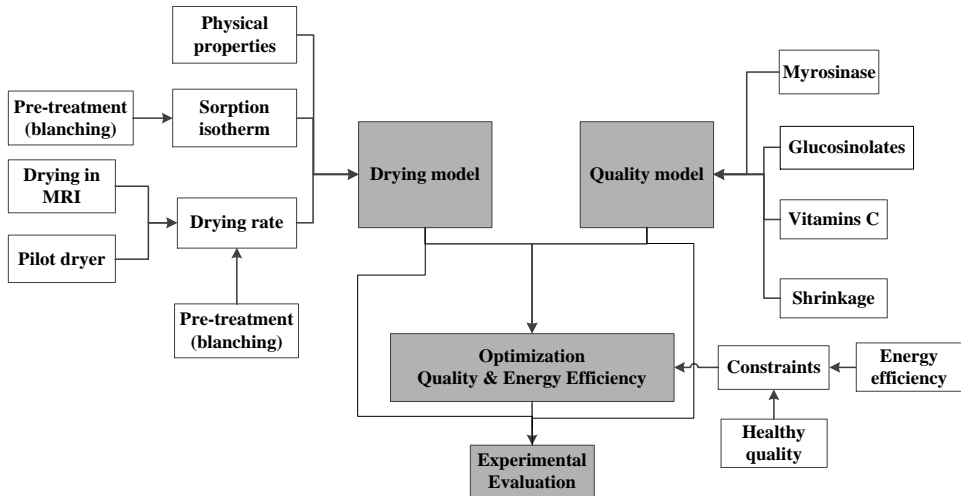 Physical
properties
Pre-treatment
(blanching)
Sorption
isotherm
Drying in
MRI
Drying rate
Pilot dryer
Pre-treatment
(blanching)
Drying model
Quality model
Myrosinase
Glucosinolates
Vitamins C
Shrinkage
Optimization
Quality & Energy Efficiency
Constraints
Energy
efficiency
Healthy
quality
Experimental
Evaluation